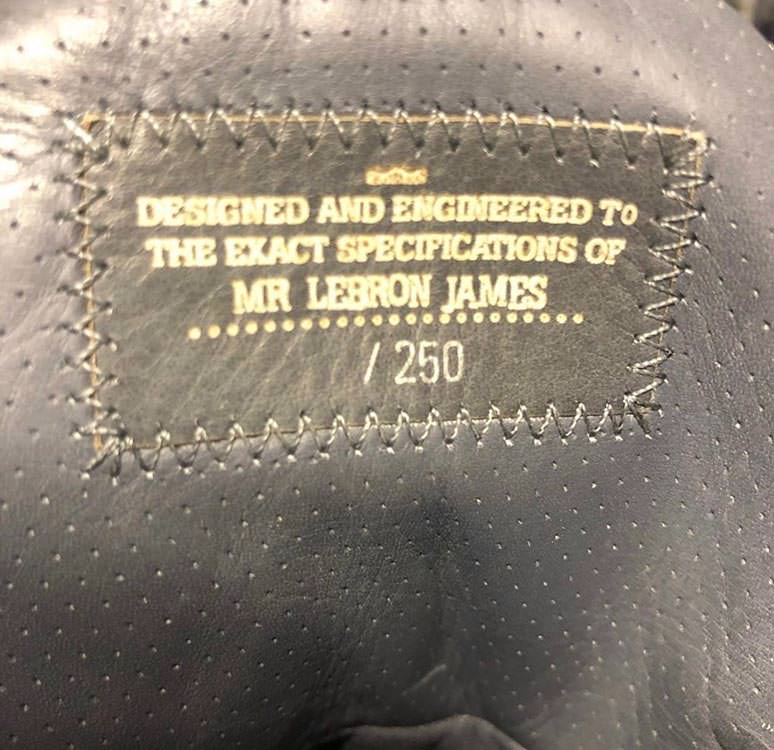 DESIGNED AND ENGINEERED TO
THE EXACT SPECIFICATIONS OF
MR LEBRON JAMES
/ 250